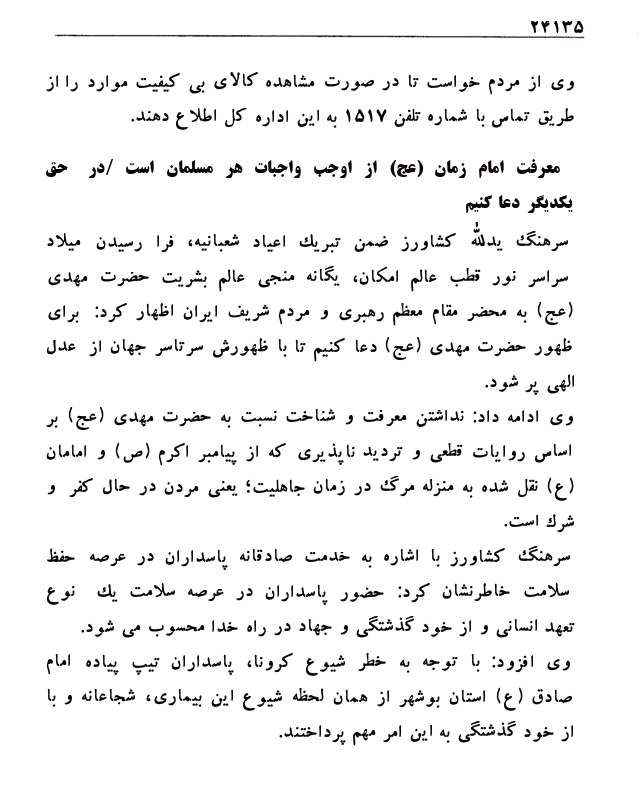 ۲۴۱۳۵
وی از مردم خواست تا در صورت مشاهده کالای بی کیفیت موارد را از
طریق تماس با شماره تلفن ۱۵۱۷ به این اداره کل اطلاع دهند.
معرفت امام زمان (عج) از اوجب واجبات هر مسلمان است /در حق
یکدیگر دعا کنیم
سرهنگ یدالله کشاورز ضمن تبریك اعیاد شعبانیه، فرا رسیدن میلاد
سراسر نور قطب عالم امکان، یگانه منجی عالم بشریت حضرت مهدی
(عج) به محضر مقام معظم رهبری و مردم شریف ایران اظهار کرد: برای
ظهور حضرت مهدی (عج) دعا کنیم تا با ظهورش سرتاسر جهان از عدل
الهی پر شود.
وی ادامه داد: نداشتن معرفت و شناخت نسبت به حضرت مهدی (عج) بر
اساس روایات قطعی و تردید ناپذیری که از پیامبر اکرم (ص) و امامان
(ع) نقل شده به منزله مرگ در زمان جاهلیت؛ یعنی مردن در حال کفر و
شرك است.
سرهنگ کشاورز با اشاره به خدمت صادقانه پاسداران در عرصه حفظ
سلامت خاطرنشان کرد: حضور پاسداران در عرصه سلامت یك نوع
تعهد انسانی و از خود گذشتگی و جهاد در راه خدا محسوب می شود.
وی افزود: با توجه به خطر شیوع کرونا، پاسداران تیپ پیاده امام
صادق (ع) استان بوشهر از همان لحظه شیوع این بیماری، شجاعانه و با
از خود گذشتگی به این امر مهم پرداختند.